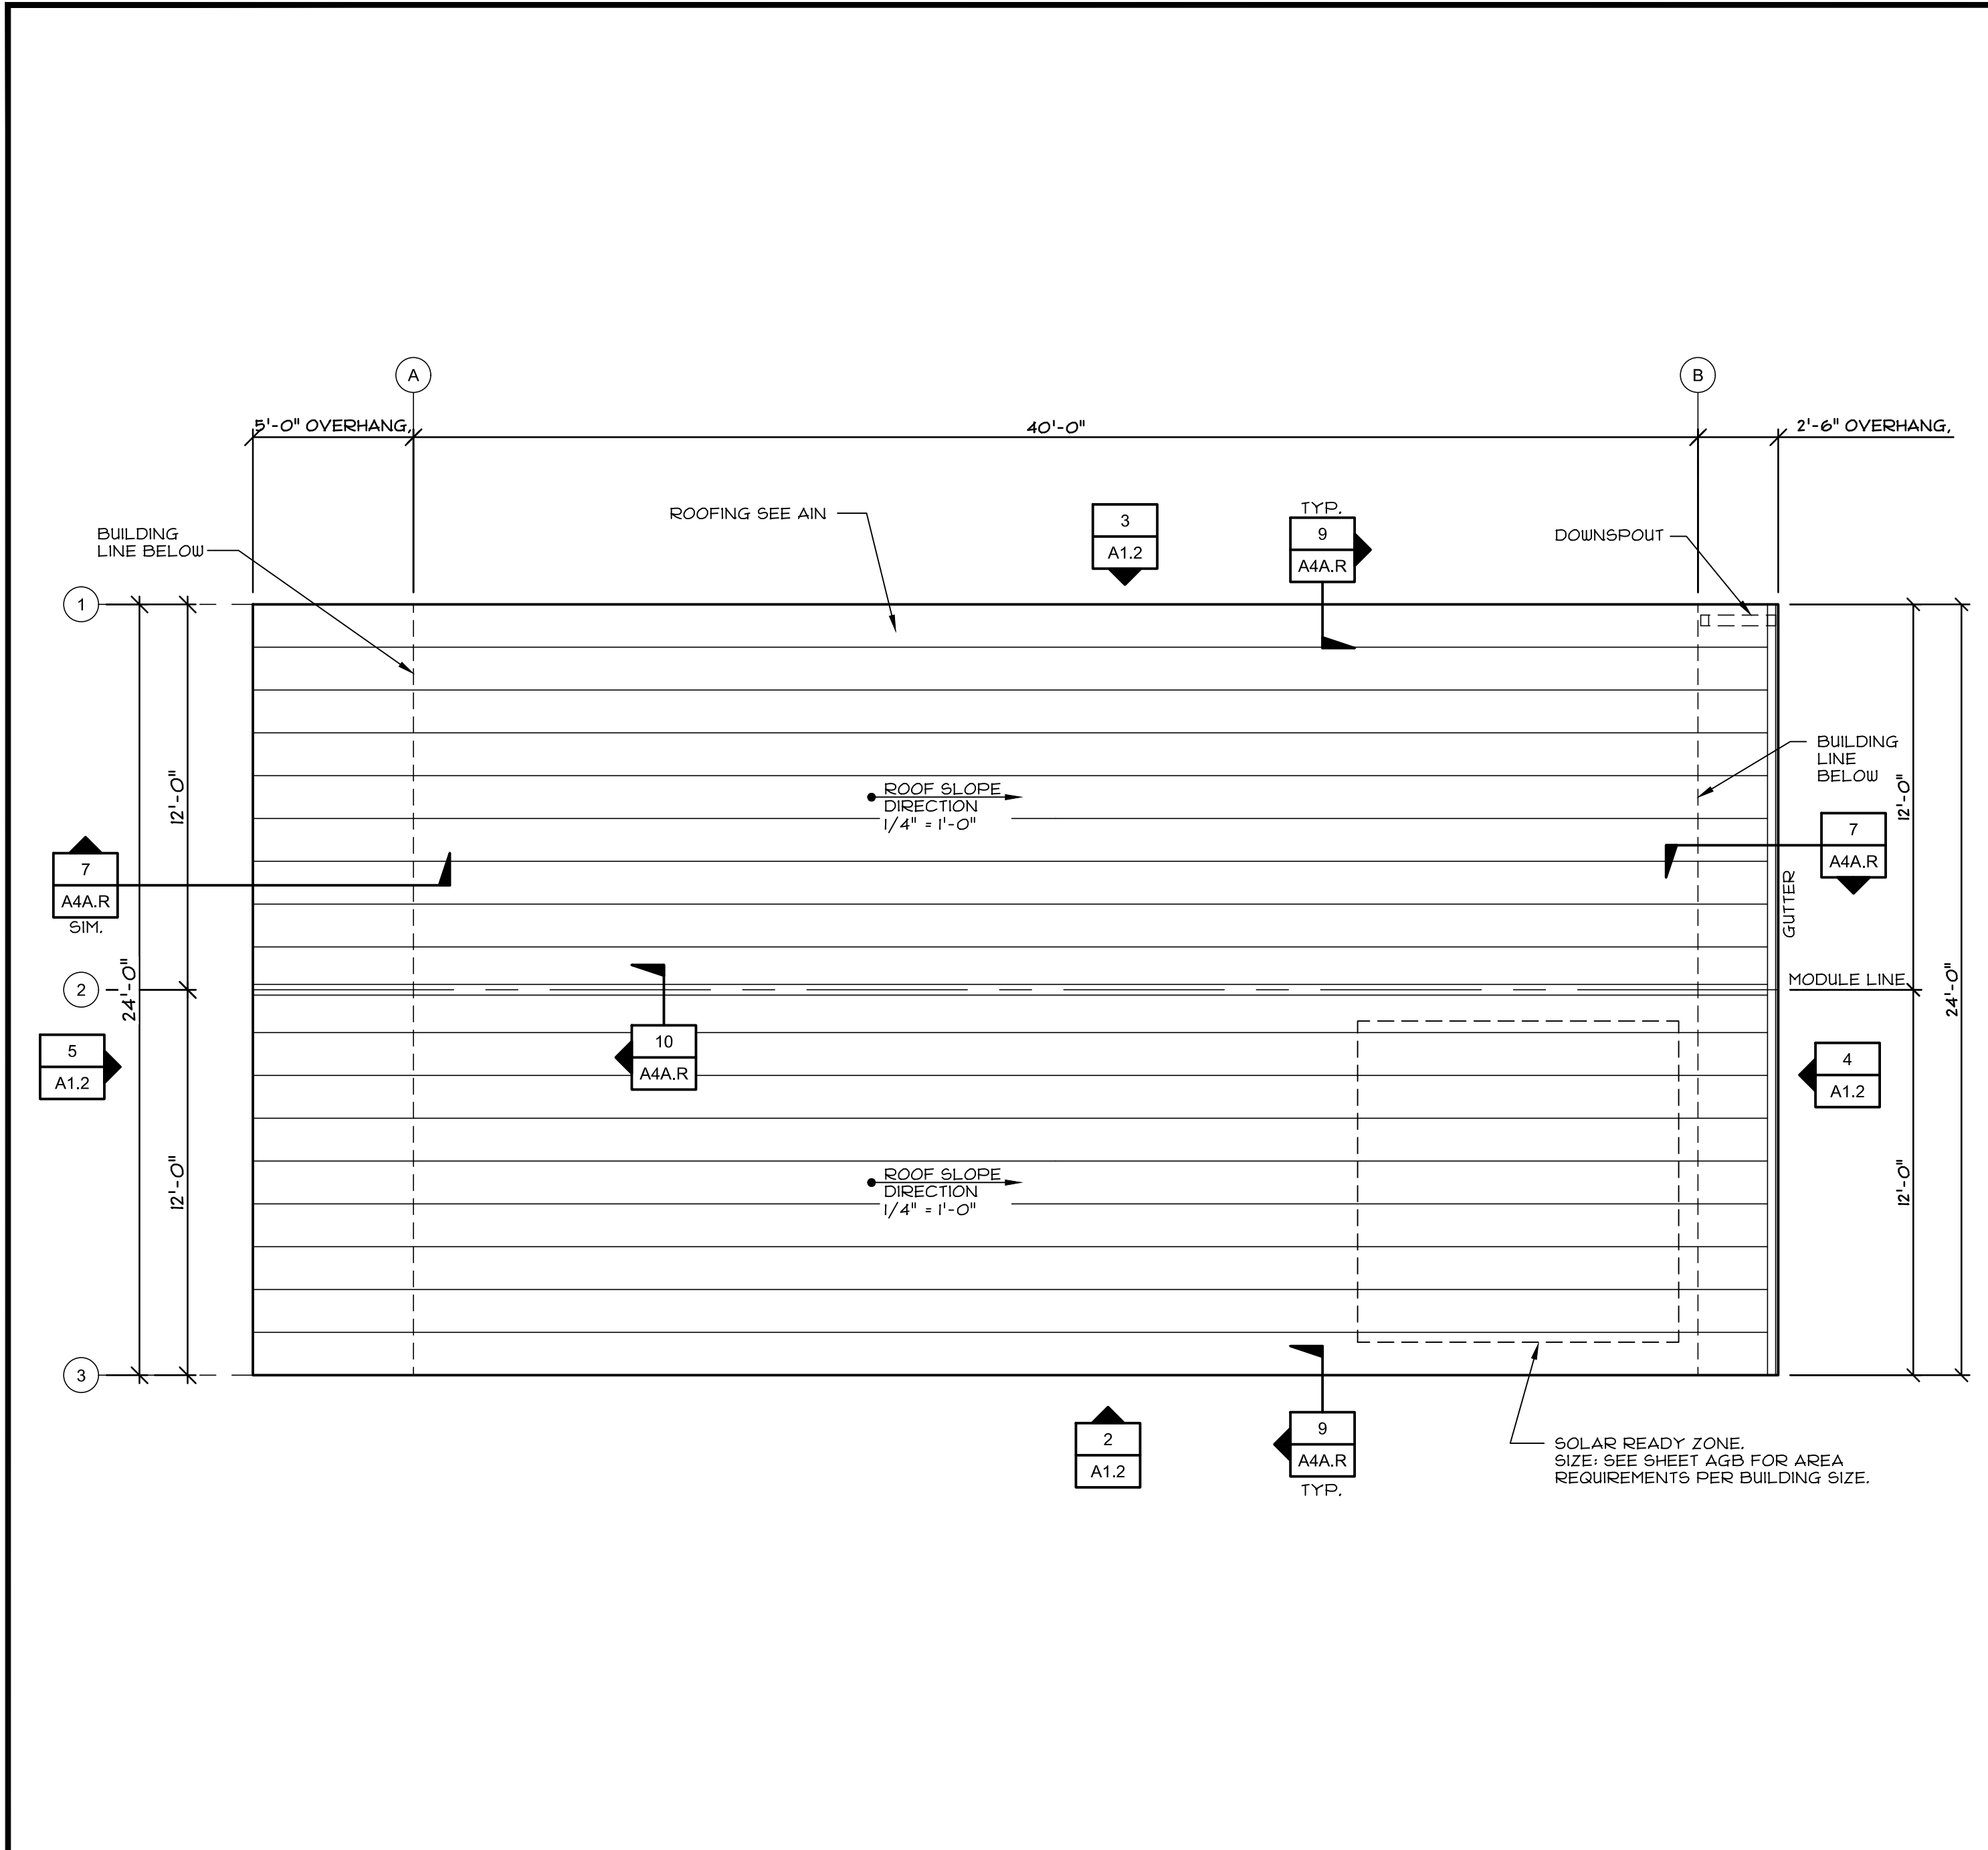 A
B
5'-0" OVERHANG,
40'-0"
2'-6" OVERHANG,
ROOFING SEE AIN
3
A1.2
TYP.
9
A4A.R
DOWNSPOUT
BUILDING
LINE BELOW
1
BUILDING
LINE
BELOW
12'-0"
12'-0"
ROOF SLOPE
DIRECTION
1/4" = 1'-0"
7
A4A.R
SIM.
7
A4A.R
GUTTER
2
24'-0"
MODULE LINE
24'-0"
5
A1.2
10
A4A.R
4
A1.2
12'-0"
12'-0"
ROOF SLOPE
DIRECTION
1/4" = 1'-0"
3
2
A1.2
9
A4A.R
TYP.
SOLAR READY ZONE.
SIZE: SEE SHEET AGB FOR AREA
REQUIREMENTS PER BUILDING SIZE.